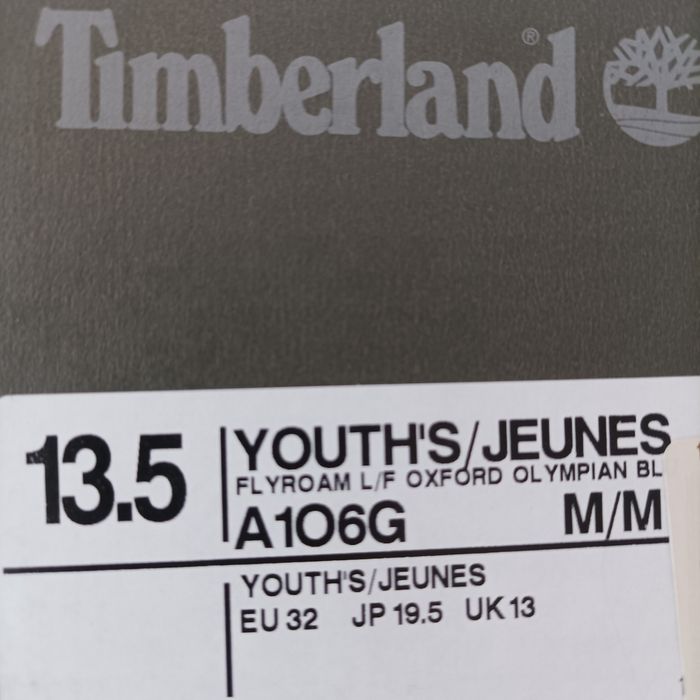 Timberland®
13.5
YOUTH'S/JEUNES
FLYROAM L/F OXFORD OLYMPIAN BL
A106G M/M
YOUTH'S/JEUNES
EU 32 JP 19.5 UK 13